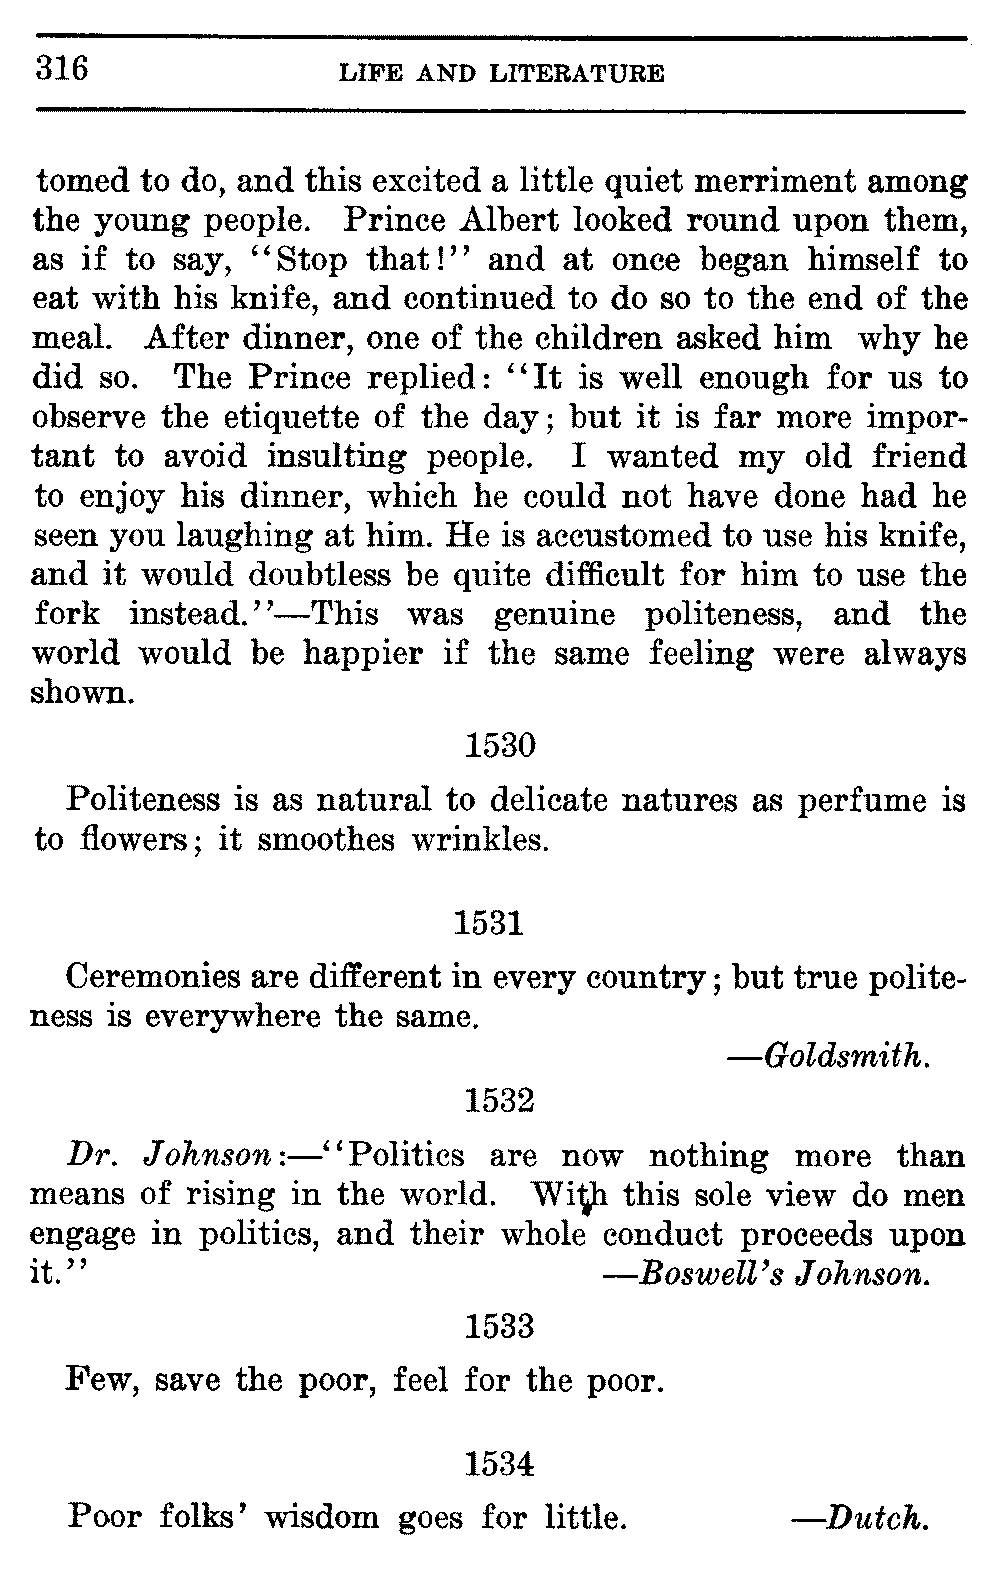 316 LIFE AND LITERATURE
tomed to do, and this excited a little quiet merriment among
the young people. Prince Albert looked round upon them,
as if to say, "Stop that!" and at once began himself to
eat with his knife, and continued to do so to the end of the
meal. After dinner, one of the children asked him why he
did so. The Prince replied: "It is well enough for us to
observe the etiquette of the day; but it is far more impor-
tant to avoid insulting people. I wanted my old friend
to enjoy his dinner, which he could not have done had he
seen you laughing at him. He is accustomed to use his knife,
and it would doubtless be quite difficult for him to use the
fork instead."—This was genuine politeness, and the
world would be happier if the same feeling were always
shown.
1530
Politeness is as natural to delicate natures as perfume is
to flowers; it smoothes wrinkles.
1531
Ceremonies are different in every country; but true polite-
ness is everywhere the same.
—Goldsmith.
1532
Dr. Johnson:—"Politics are now nothing more than
means of rising in the world. With this sole view do men
engage in politics, and their whole conduct proceeds upon
it." —Boswell's Johnson.
1533
Few, save the poor, feel for the poor.
1534
Poor folks' wisdom goes for little. —Dutch.